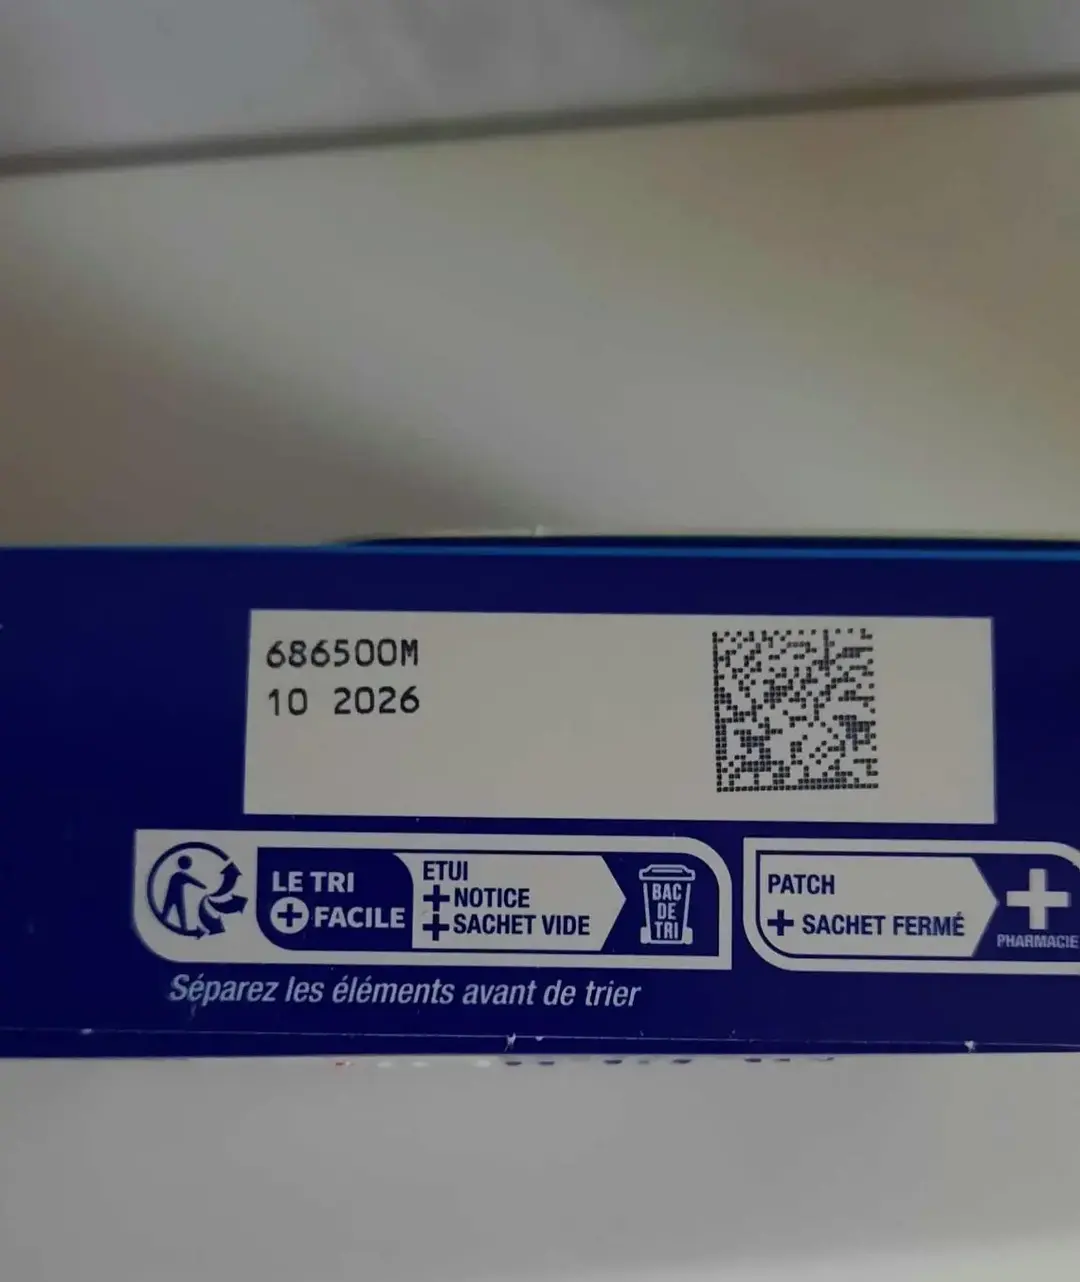 686500M
10 2026
LE TRI
+ FACILE
ETUI
+ NOTICE
+ SACHET VIDE
BAC
DE
TRI
PATCH
+ SACHET FERMÉ
PHARMACIE
Séparez les éléments avant de trier